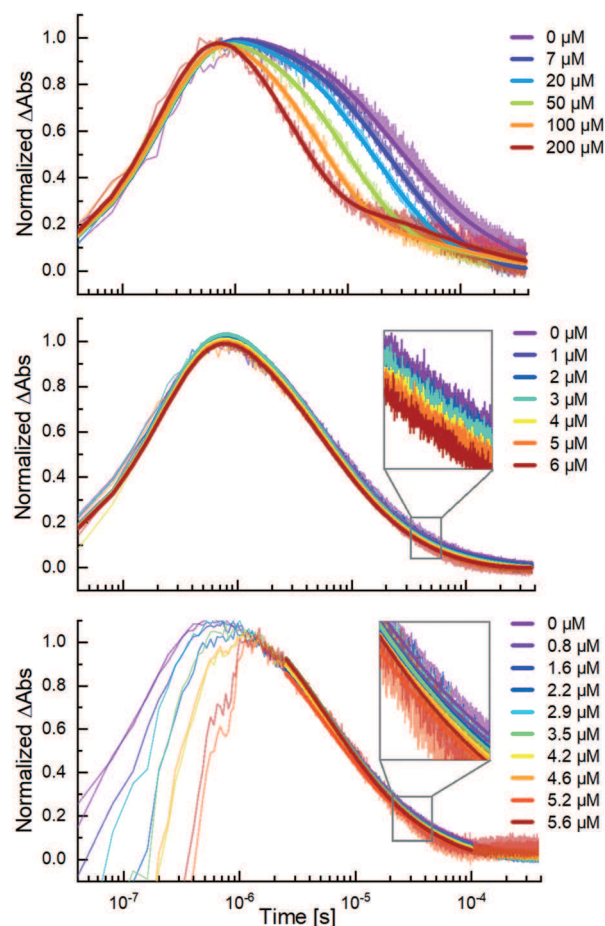 Normalized ΔAbs
1.0
0.8
0.6
0.4
0.2
0.0
0 µM
7 µM
20 µM
50 µM
100 µM
200 µM
Normalized ΔAbs
1.0
0.8
0.6
0.4
0.2
0.0
0 µM
1 µM
2 µM
3 µM
4 µM
5 µM
6 µM
Normalized ΔAbs
1.0
0.8
0.6
0.4
0.2
0.0
0 µM
0.8 µM
1.6 µM
2.2 µM
2.9 µM
3.5 µM
4.2 µM
4.6 µM
5.2 µM
5.6 µM
10⁻⁷ 10⁻⁶ 10⁻⁵ 10⁻⁴
Time [s]